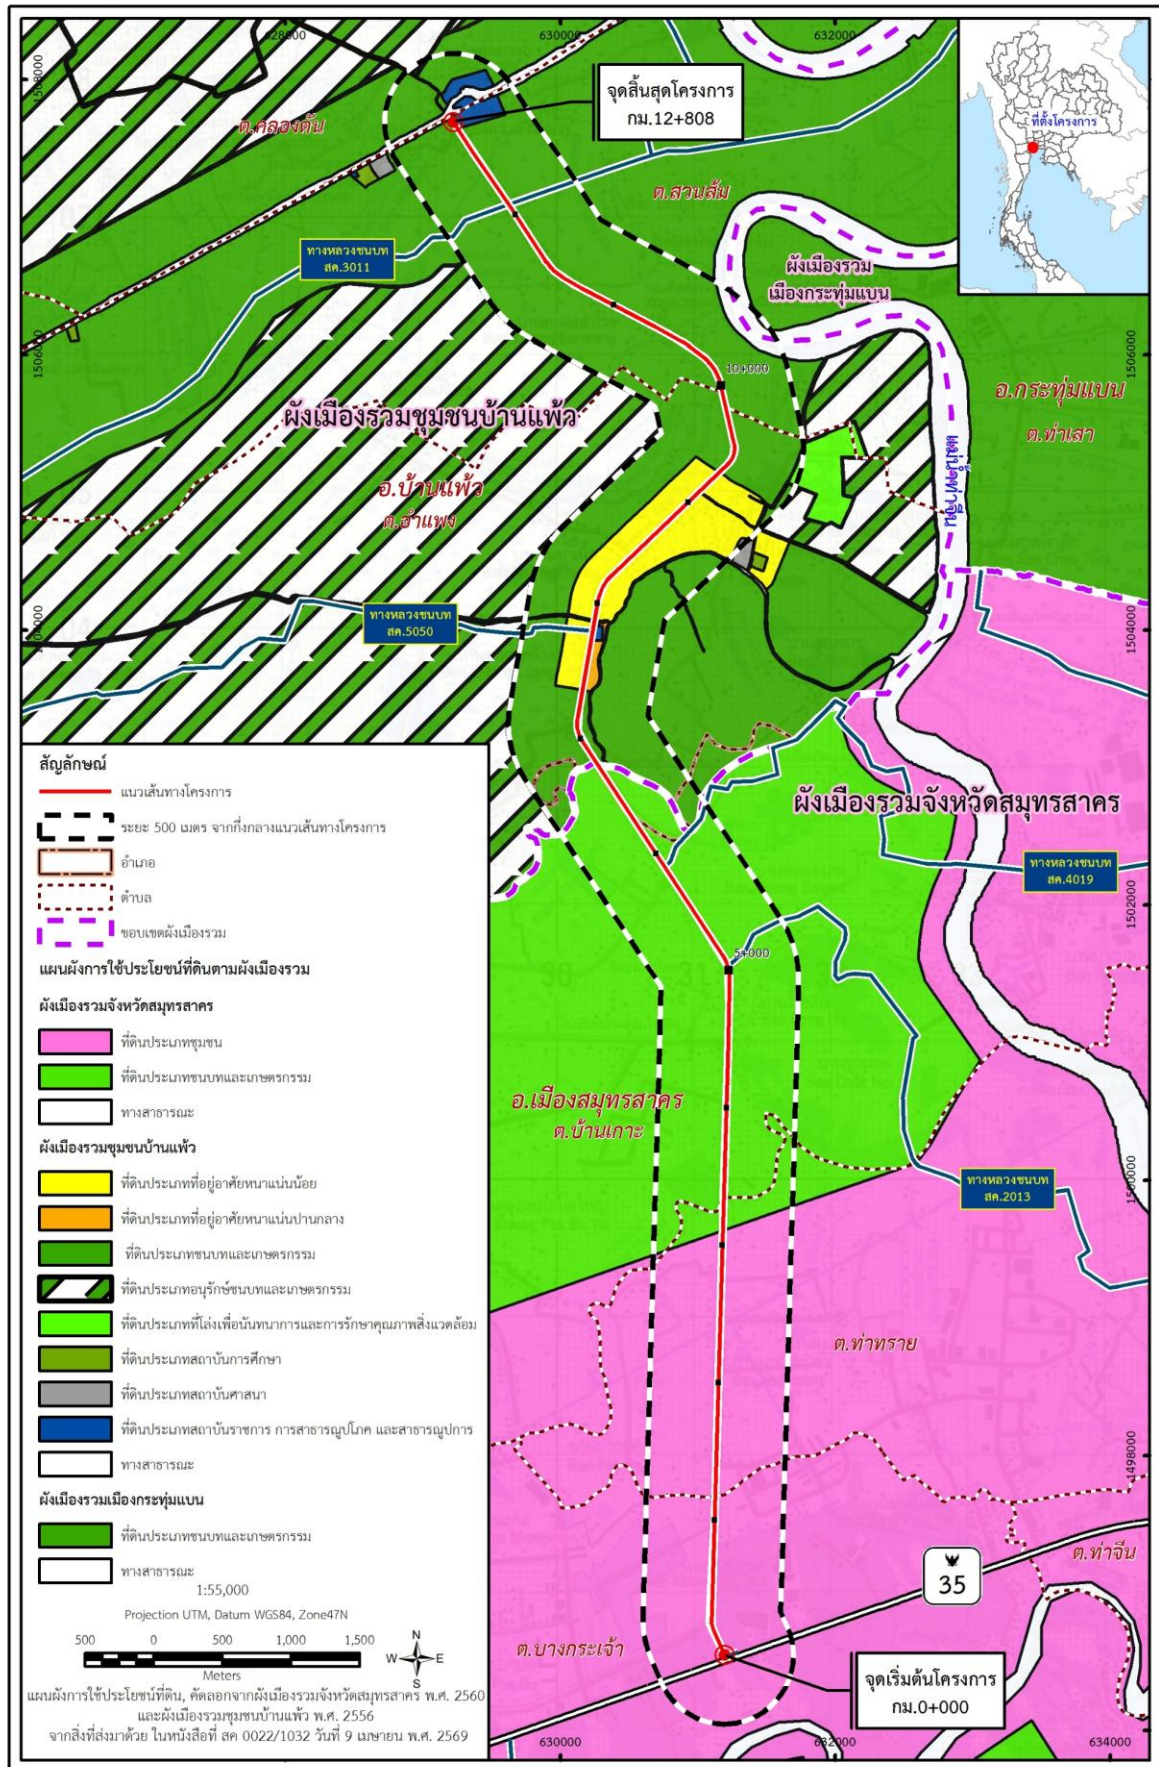 628000
630000
632000
1508000
จุดสิ้นสุดโครงการ
กม.12+808
ที่ตั้งโครงการ
ต.คลองตัน
ต.สวนส้ม
ทางหลวงชนบท
สค.3011
ผังเมืองรวม
เมืองกระทุ่มแบน
1506000
1506000
10+000
อ.กระทุ่มแบน
ต.ท่าเสา
ผังเมืองรวมชุมชนบ้านแพ้ว
อ.บ้านแพ้ว
ต.อำแพง
แม่น้ำท่าจีน
ทางหลวงชนบท
สค.5050
1504000
1504000
ผังเมืองรวมจังหวัดสมุทรสาคร
ทางหลวงชนบท
สค.4019
1502000
5+000
อ.เมืองสมุทรสาคร
ต.บ้านเกาะ
ทางหลวงชนบท
สค.2013
1500000
ต.ท่าทราย
1498000
ต.ท่าจีน
35
ต.บางกระเจ้า
จุดเริ่มต้นโครงการ
กม.0+000
630000
632000
634000
สัญลักษณ์
แนวเส้นทางโครงการ
ระยะ 500 เมตร จากกึ่งกลางแนวเส้นทางโครงการ
อำเภอ
ตำบล
ขอบเขตผังเมืองรวม
แผนผังการใช้ประโยชน์ที่ดินตามผังเมืองรวม
ผังเมืองรวมจังหวัดสมุทรสาคร
ที่ดินประเภทชุมชน
ที่ดินประเภทชนบทและเกษตรกรรม
ทางสาธารณะ
ผังเมืองรวมชุมชนบ้านแพ้ว
ที่ดินประเภทที่อยู่อาศัยหนาแน่นน้อย
ที่ดินประเภทที่อยู่อาศัยหนาแน่นปานกลาง
ที่ดินประเภทชนบทและเกษตรกรรม
ที่ดินประเภทอนุรักษ์ชนบทและเกษตรกรรม
ที่ดินประเภทที่โล่งเพื่อนันทนาการและการรักษาคุณภาพสิ่งแวดล้อม
ที่ดินประเภทสถาบันการศึกษา
ที่ดินประเภทสถาบันศาสนา
ที่ดินประเภทสถาบันราชการ การสาธารณูปโภค และสาธารณูปการ
ทางสาธารณะ
ผังเมืองรวมเมืองกระทุ่มแบน
ที่ดินประเภทชนบทและเกษตรกรรม
ทางสาธารณะ
1:55,000
Projection UTM, Datum WGS84, Zone47N
500 0 500 1,000 1,500
Meters
N
W E
S
แผนผังการใช้ประโยชน์ที่ดิน, คัดลอกจากผังเมืองรวมจังหวัดสมุทรสาคร พ.ศ. 2560
และผังเมืองรวมชุมชนบ้านแพ้ว พ.ศ. 2556
จากสิ่งที่ส่งมาด้วย ในหนังสือที่ สค 0022/1032 วันที่ 9 เมษายน พ.ศ. 2569